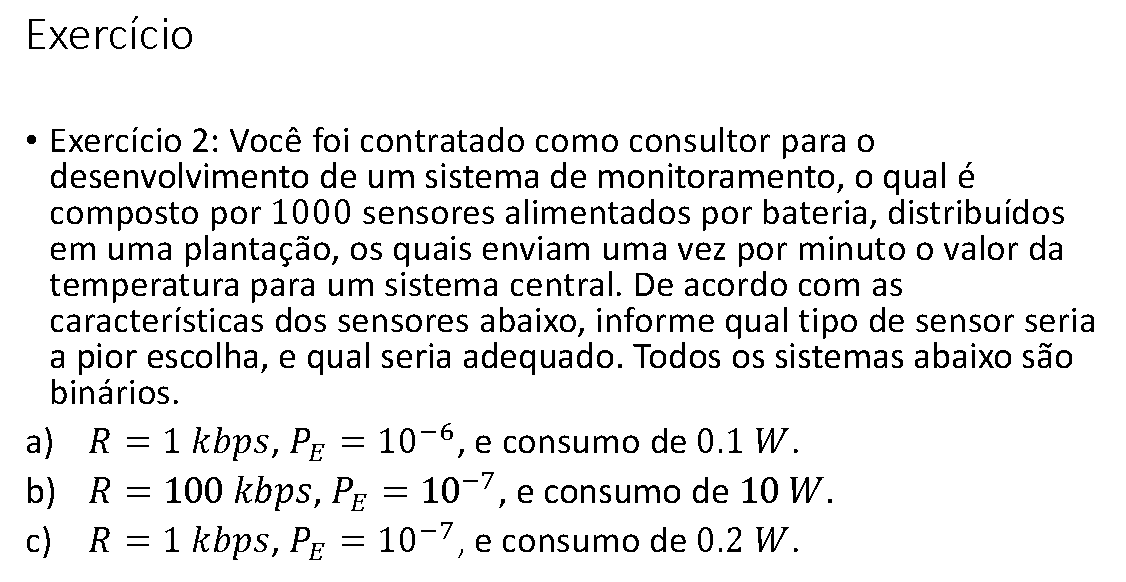 Exercício
• Exercício 2: Você foi contratado como consultor para o
desenvolvimento de um sistema de monitoramento, o qual é
composto por 1000 sensores alimentados por bateria, distribuídos
em uma plantação, os quais enviam uma vez por minuto o valor da
temperatura para um sistema central. De acordo com as
características dos sensores abaixo, informe qual tipo de sensor seria
a pior escolha, e qual seria adequado. Todos os sistemas abaixo são
binários.
a) R = 1 kbps, P_E = 10^{-6}, e consumo de 0.1 W.
b) R = 100 kbps, P_E = 10^{-7}, e consumo de 10 W.
c) R = 1 kbps, P_E = 10^{-7}, e consumo de 0.2 W.